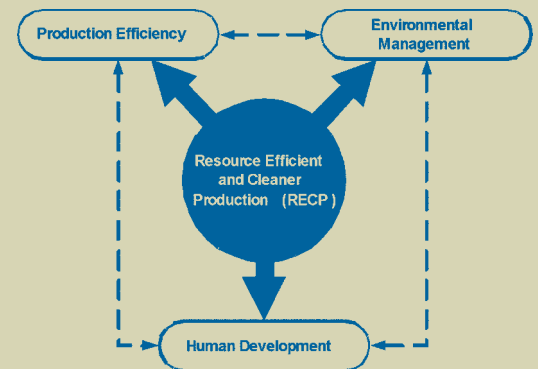 Production Efficiency
Environmental
Management
Resource Efficient
and Cleaner
Production (RECP )
Human Development